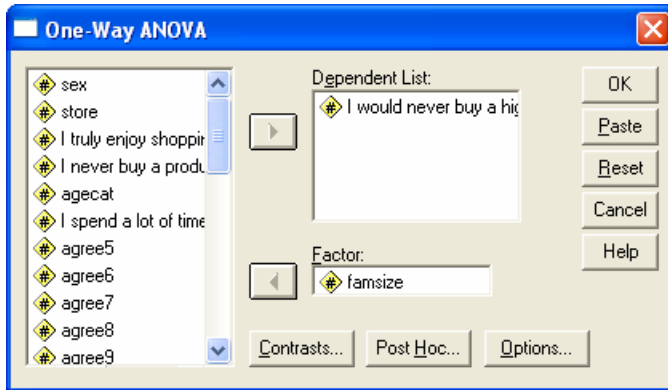 One-Way ANOVA
sex
store
I truly enjoy shoppin
I never buy a produ
agecat
I spend a lot of time
agree5
agree6
agree7
agree8
agree9
Dependent List:
I would never buy a hig
Factor:
famsize
Contrasts...
Post Hoc...
Options...
OK
Paste
Reset
Cancel
Help